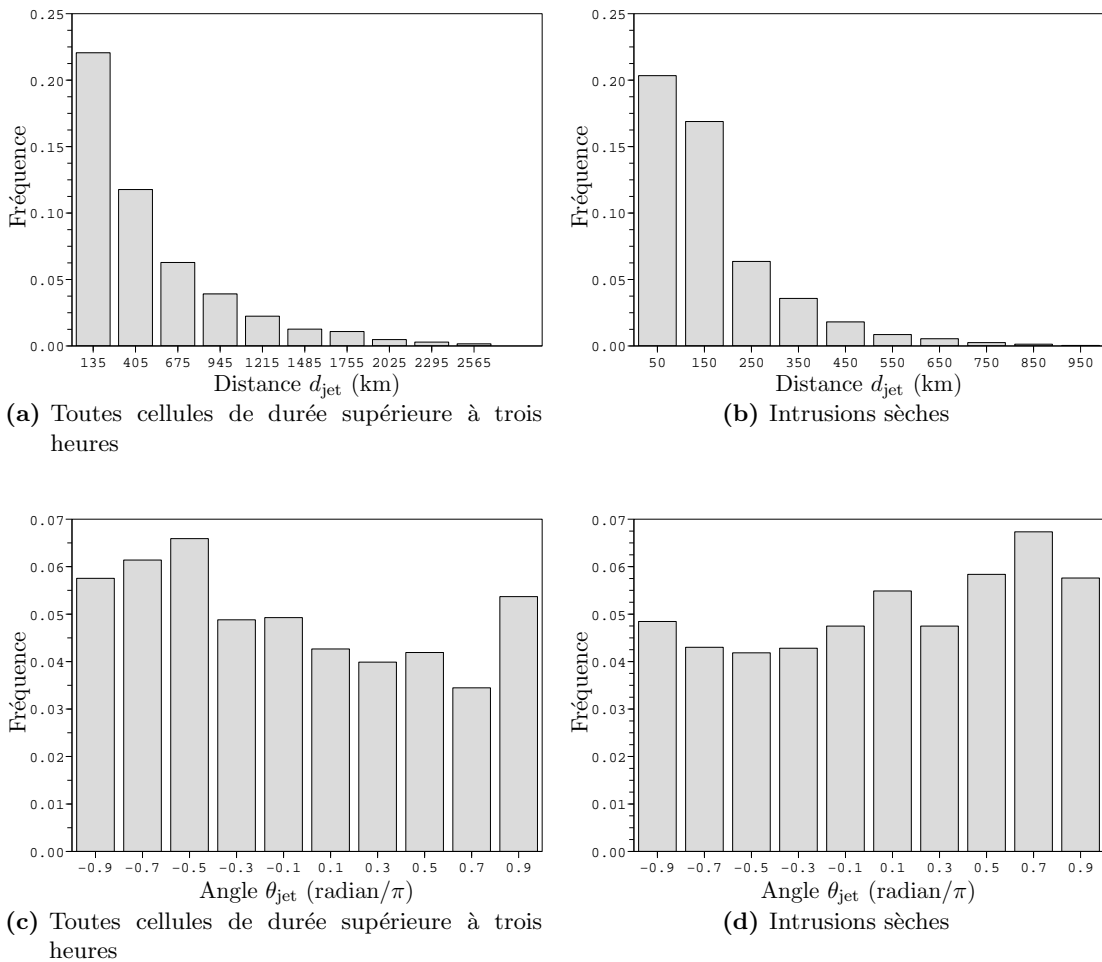 0.25
0.20
0.15
0.10
0.05
0.00
Fréquence
135 405 675 945 1215 1485 1755 2025 2295 2565
Distance d_jet (km)
(a) Toutes cellules de durée supérieure à trois
heures
0.25
0.20
0.15
0.10
0.05
0.00
Fréquence
50 150 250 350 450 550 650 750 850 950
Distance d_jet (km)
(b) Intrusions sèches
0.07
0.06
0.05
0.04
0.03
0.02
0.01
0.00
Fréquence
-0.9 -0.7 -0.5 -0.3 -0.1 0.1 0.3 0.5 0.7 0.9
Angle θ_jet (radian/π)
(c) Toutes cellules de durée supérieure à trois
heures
0.07
0.06
0.05
0.04
0.03
0.02
0.01
0.00
Fréquence
-0.9 -0.7 -0.5 -0.3 -0.1 0.1 0.3 0.5 0.7 0.9
Angle θ_jet (radian/π)
(d) Intrusions sèches